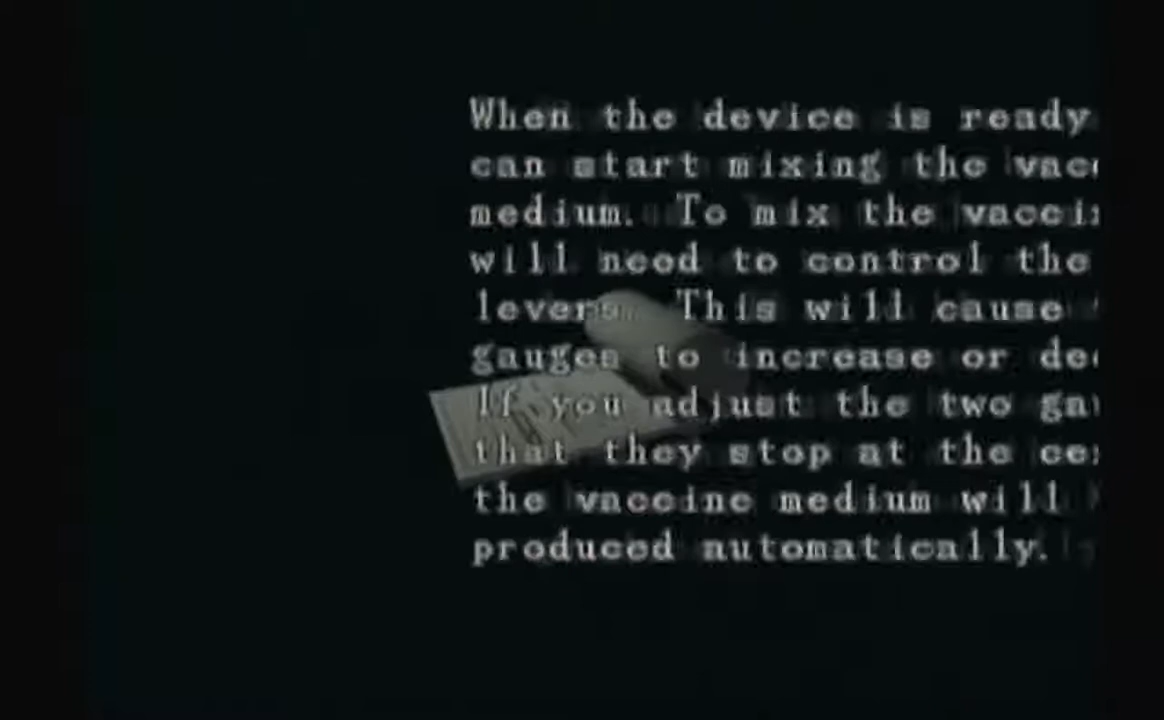 When the device is ready
can start mixing the
medium. To mix the
will need to control the
levers. This will cause
gauges to increase or
If you adjust the two
that they stop at the
the vaccine medium will
produced automatically.